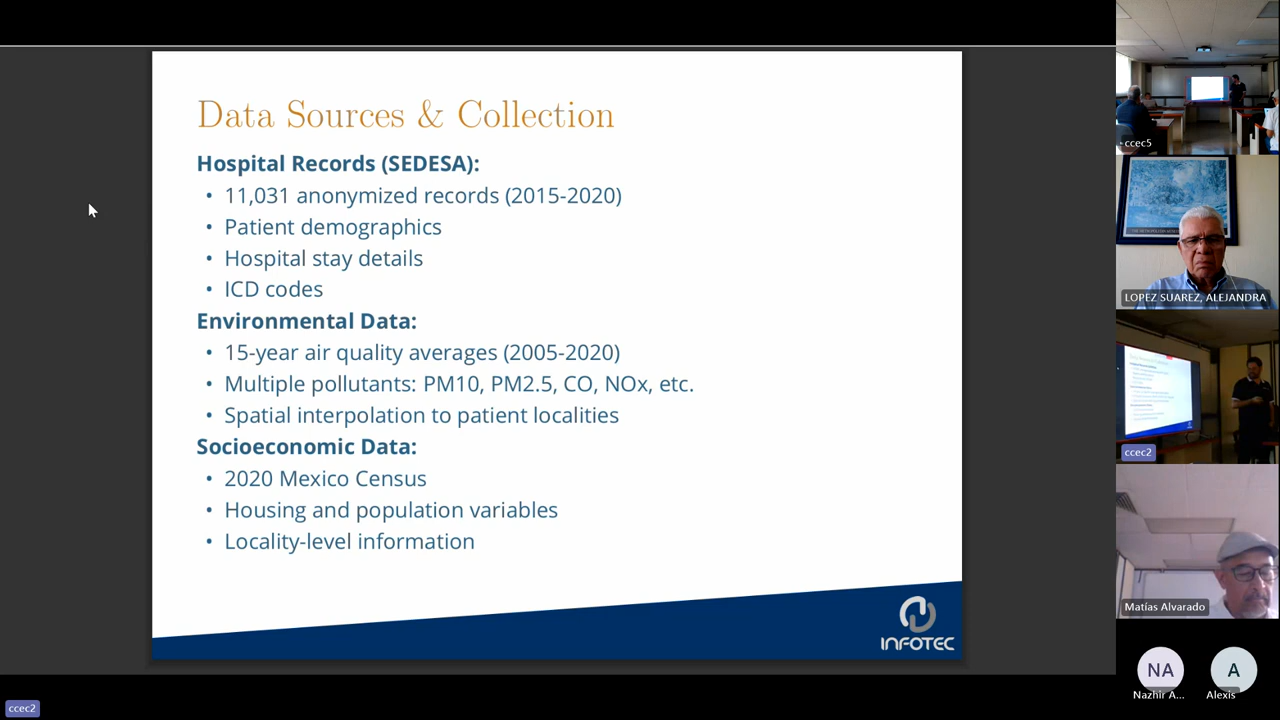 Data Sources & Collection
Hospital Records (SEDESA):
• 11,031 anonymized records (2015-2020)
• Patient demographics
• Hospital stay details
• ICD codes
Environmental Data:
• 15-year air quality averages (2005-2020)
• Multiple pollutants: PM10, PM2.5, CO, NOx, etc.
• Spatial interpolation to patient localities
Socioeconomic Data:
• 2020 Mexico Census
• Housing and population variables
• Locality-level information
INFOTEC
ccec2
ccec5
LOPEZ SUAREZ, ALEJANDRA
ccec2
Matías Alvarado
NA
A
Nazhir A...
Alexis